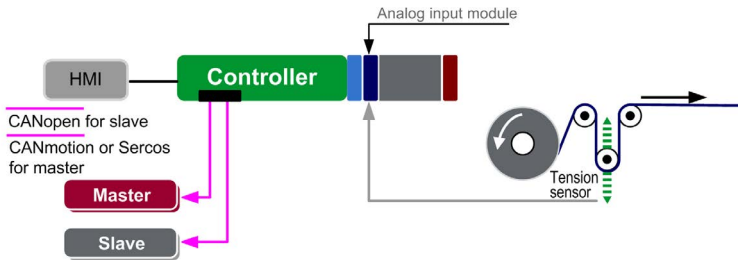 Analog input module
HMI
Controller
CANopen for slave
CANmotion or Sercos
for master
Master
Slave
Tension
sensor